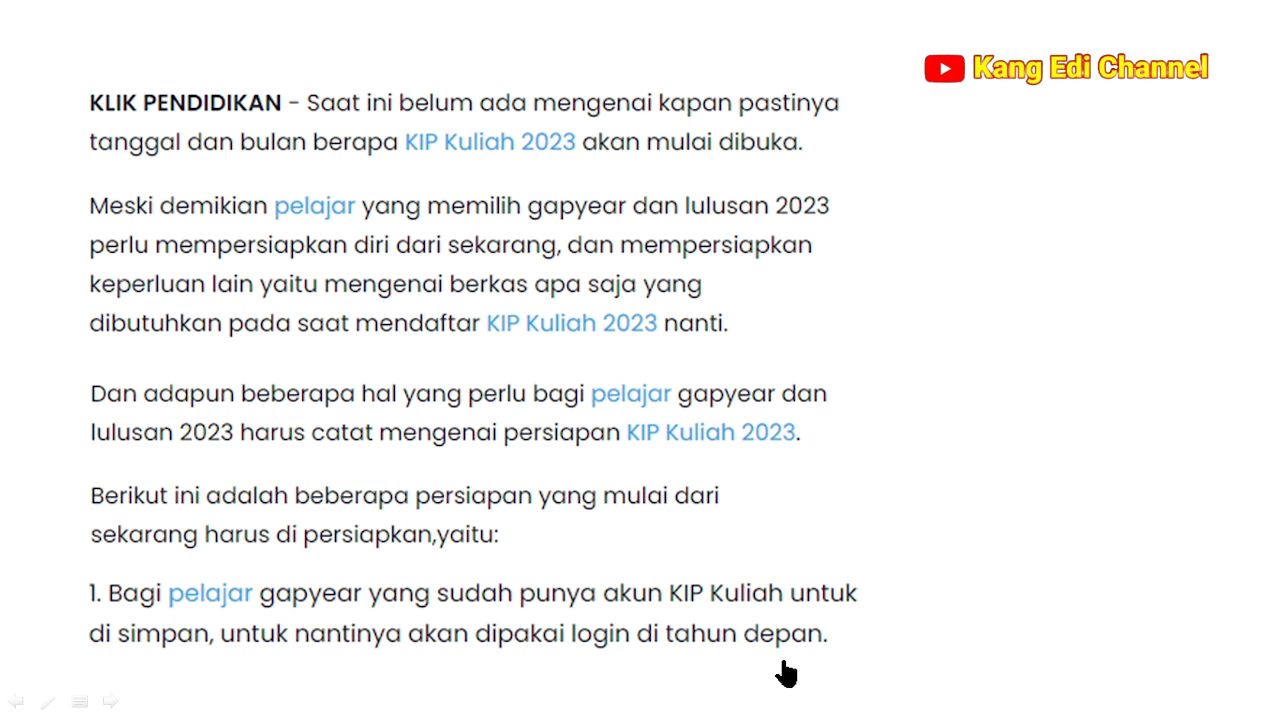 Kang Edi Channel
KLIK PENDIDIKAN - Saat ini belum ada mengenai kapan pastinya
tanggal dan bulan berapa KIP Kuliah 2023 akan mulai dibuka.
Meski demikian pelajar yang memilih gapyear dan lulusan 2023
perlu mempersiapkan diri dari sekarang, dan mempersiapkan
keperluan lain yaitu mengenai berkas apa saja yang
dibutuhkan pada saat mendaftar KIP Kuliah 2023 nanti.
Dan adapun beberapa hal yang perlu bagi pelajar gapyear dan
lulusan 2023 harus catat mengenai persiapan KIP Kuliah 2023.
Berikut ini adalah beberapa persiapan yang mulai dari
sekarang harus di persiapkan,yaitu:
1. Bagi pelajar gapyear yang sudah punya akun KIP Kuliah untuk
di simpan, untuk nantinya akan dipakai login di tahun depan.